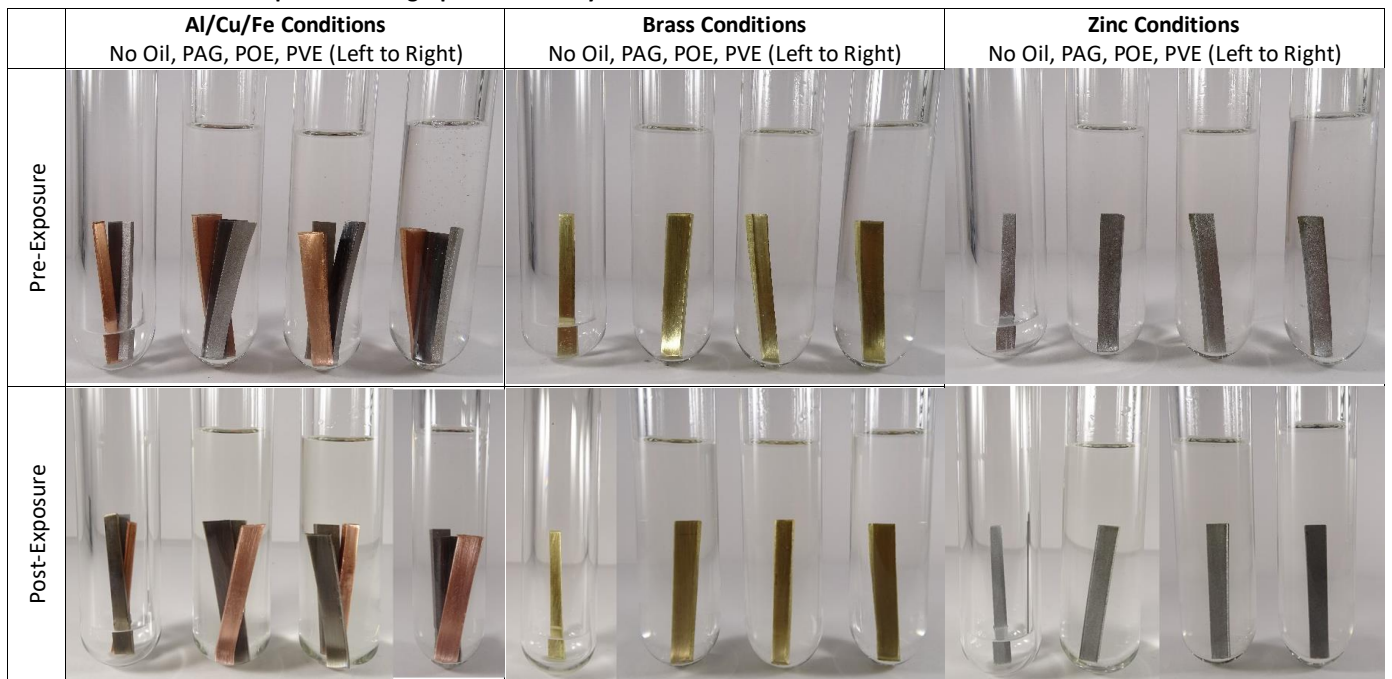 Al/Cu/Fe Conditions
No Oil, PAG, POE, PVE (Left to Right)
Brass Conditions
No Oil, PAG, POE, PVE (Left to Right)
Zinc Conditions
No Oil, PAG, POE, PVE (Left to Right)
Pre-Exposure
Post-Exposure